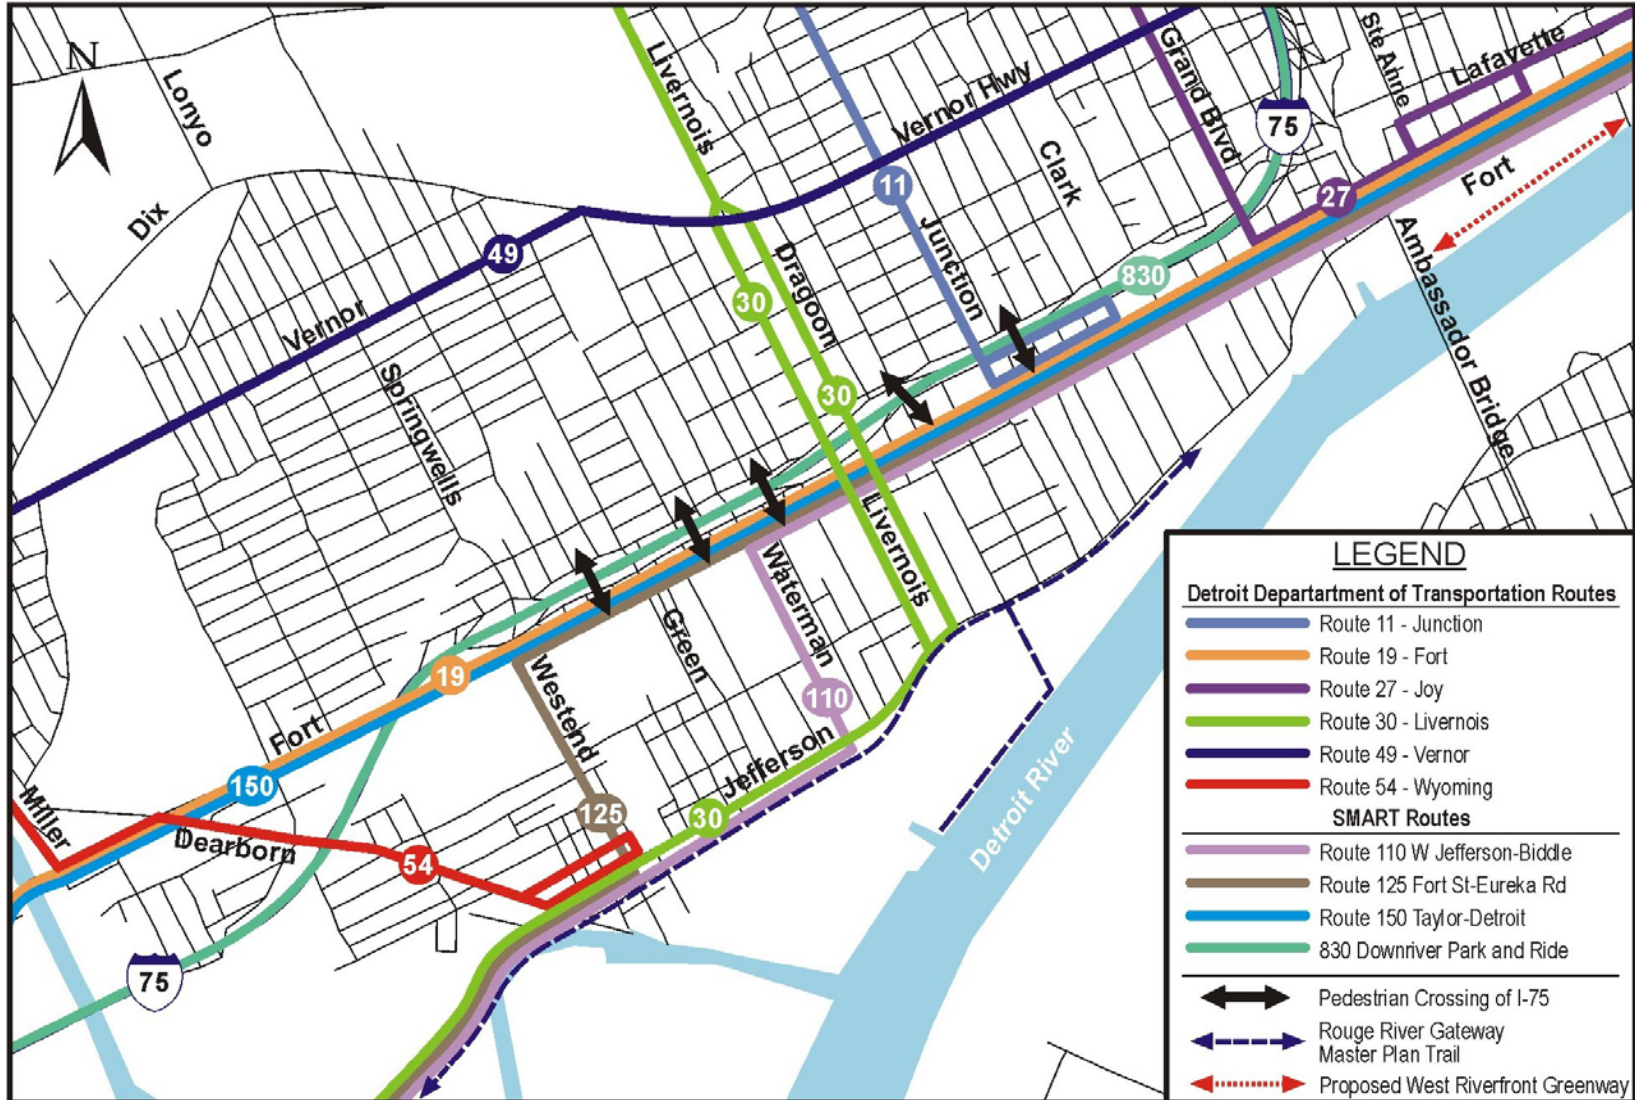 N
Lonyo
Dix
Livernois
Vernor Hwy
Grand Blvd
Ste Anne
Lafayette
75
Clark
11
27
Fort
49
Junction
Dragoon
830
Ambassador Bridge
Vernor
30
30
Springwells
Livernois
Waterman
Green
19
Westend
110
Fort
150
Jefferson
Detroit River
Miller
Dearborn
125
30
54
75
LEGEND
Detroit Departartment of Transportation Routes
Route 11 - Junction
Route 19 - Fort
Route 27 - Joy
Route 30 - Livernois
Route 49 - Vernor
Route 54 - Wyoming
SMART Routes
Route 110 W Jefferson-Biddle
Route 125 Fort St-Eureka Rd
Route 150 Taylor-Detroit
830 Downriver Park and Ride
Pedestrian Crossing of I-75
Rouge River Gateway
Master Plan Trail
Proposed West Riverfront Greenway